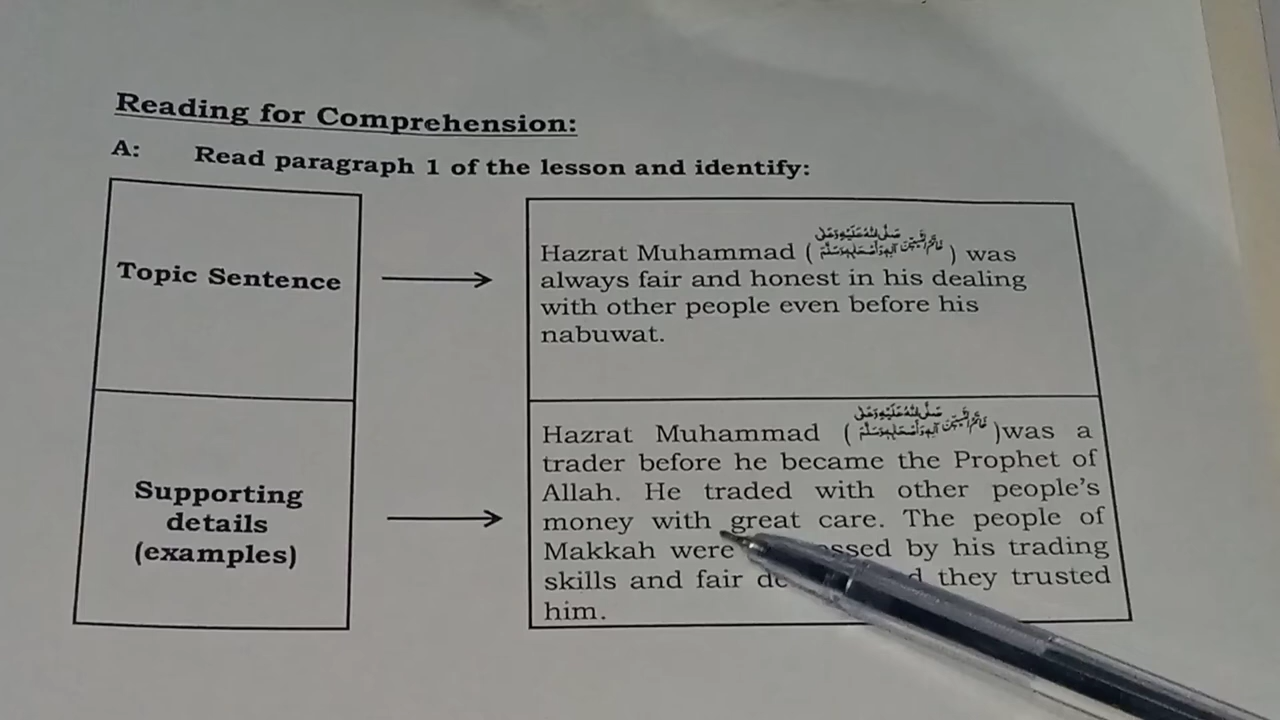 Reading for Comprehension:
A: Read paragraph 1 of the lesson and identify:
Topic Sentence
Hazrat Muhammad ( ) was
always fair and honest in his dealing
with other people even before his
nabuwat.
Supporting
details
(examples)
Hazrat Muhammad ( )was a
trader before he became the Prophet of
Allah. He traded with other people's
money with great care. The people of
Makkah were by his trading
skills and fair they trusted
him.